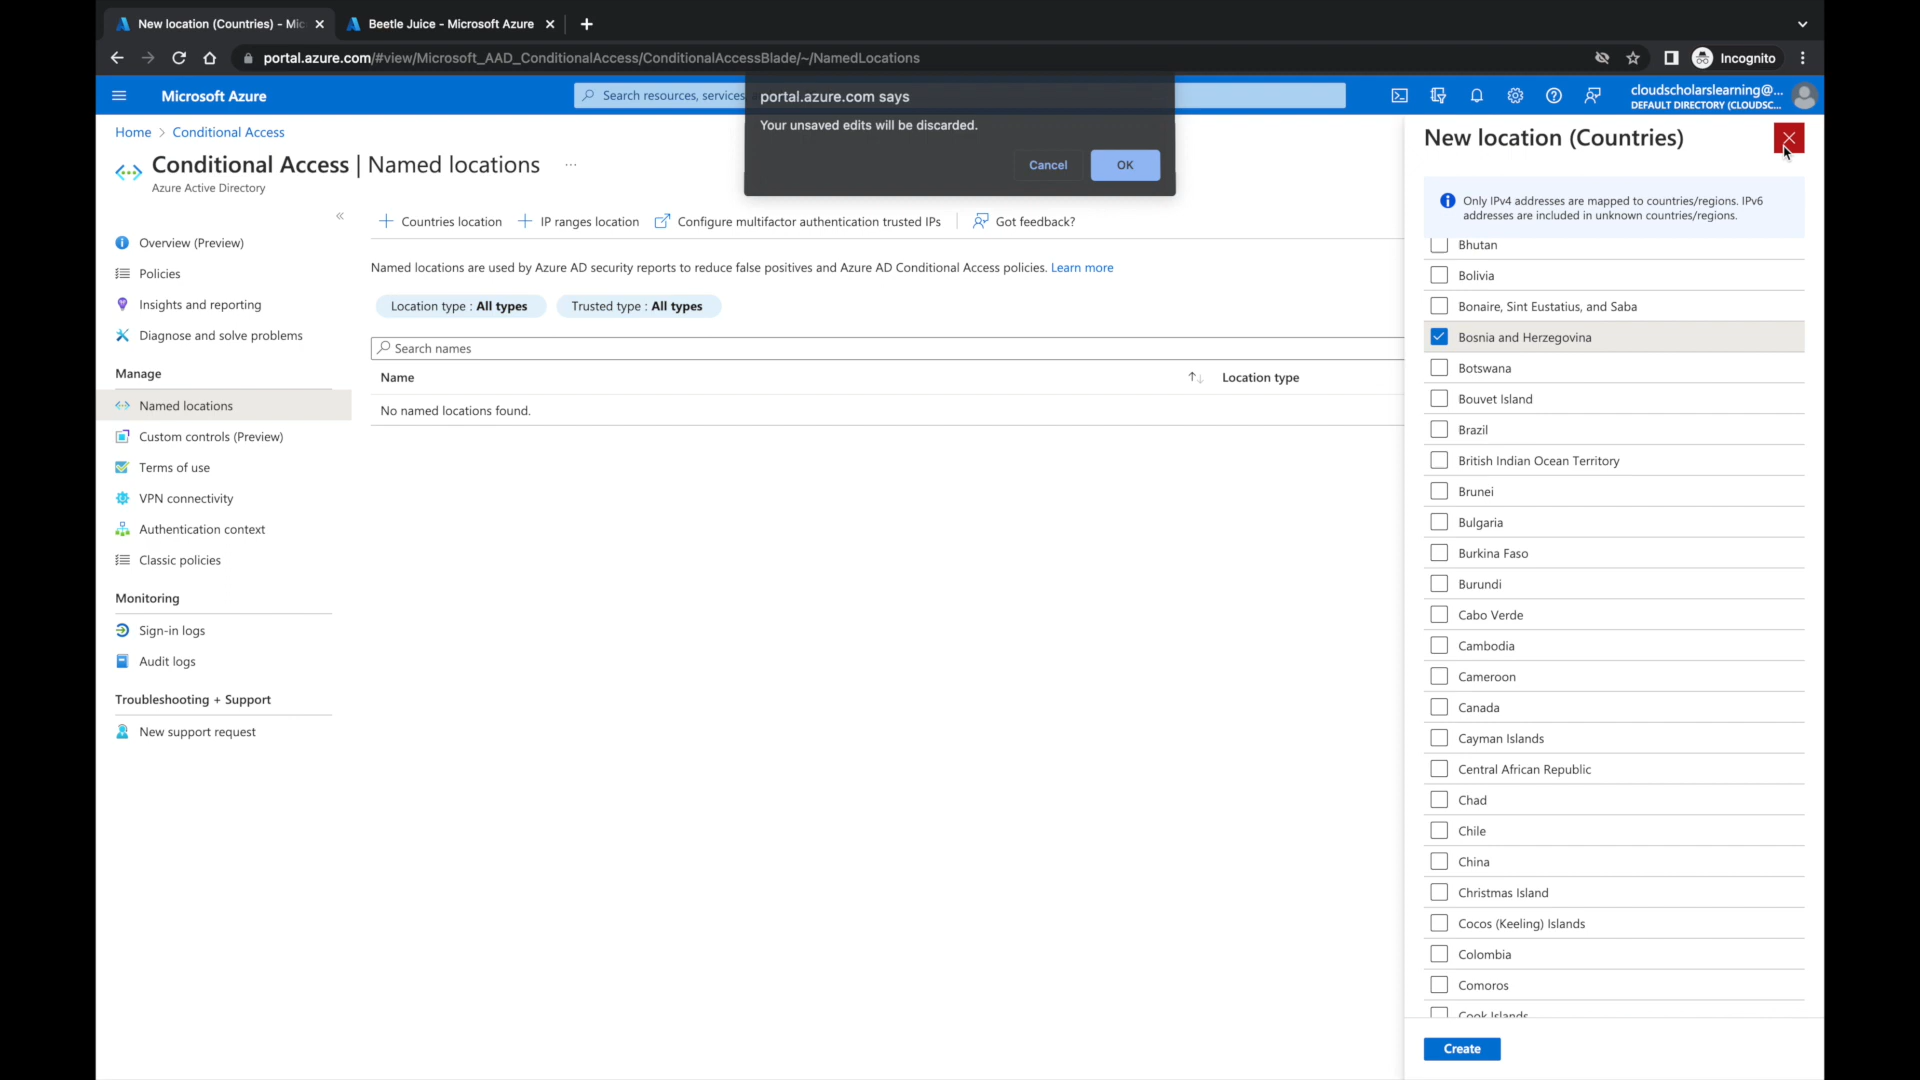 New location (Countries) - Mic
Beetle Juice - Microsoft Azure
portal.azure.com/#view/Microsoft_AAD_ConditionalAccess/ConditionalAccessBlade/~/NamedLocations
Incognito
Microsoft Azure
Search resources, services
cloudscholarslearning@...
DEFAULT DIRECTORY (CLOUDSC...
portal.azure.com says
Your unsaved edits will be discarded.
Cancel
OK
Home > Conditional Access
Conditional Access | Named locations ...
Azure Active Directory
Overview (Preview)
Policies
Insights and reporting
Diagnose and solve problems
Manage
Named locations
Custom controls (Preview)
Terms of use
VPN connectivity
Authentication context
Classic policies
Monitoring
Sign-in logs
Audit logs
Troubleshooting + Support
New support request
Countries location
IP ranges location
Configure multifactor authentication trusted IPs
Got feedback?
Named locations are used by Azure AD security reports to reduce false positives and Azure AD Conditional Access policies. Learn more
Location type : All types
Trusted type : All types
Search names
Name
Location type
No named locations found.
New location (Countries)
Only IPv4 addresses are mapped to countries/regions. IPv6
addresses are included in unknown countries/regions.
Bhutan
Bolivia
Bonaire, Sint Eustatius, and Saba
Bosnia and Herzegovina
Botswana
Bouvet Island
Brazil
British Indian Ocean Territory
Brunei
Bulgaria
Burkina Faso
Burundi
Cabo Verde
Cambodia
Cameroon
Canada
Cayman Islands
Central African Republic
Chad
Chile
China
Christmas Island
Cocos (Keeling) Islands
Colombia
Comoros
Cook Islands
Create